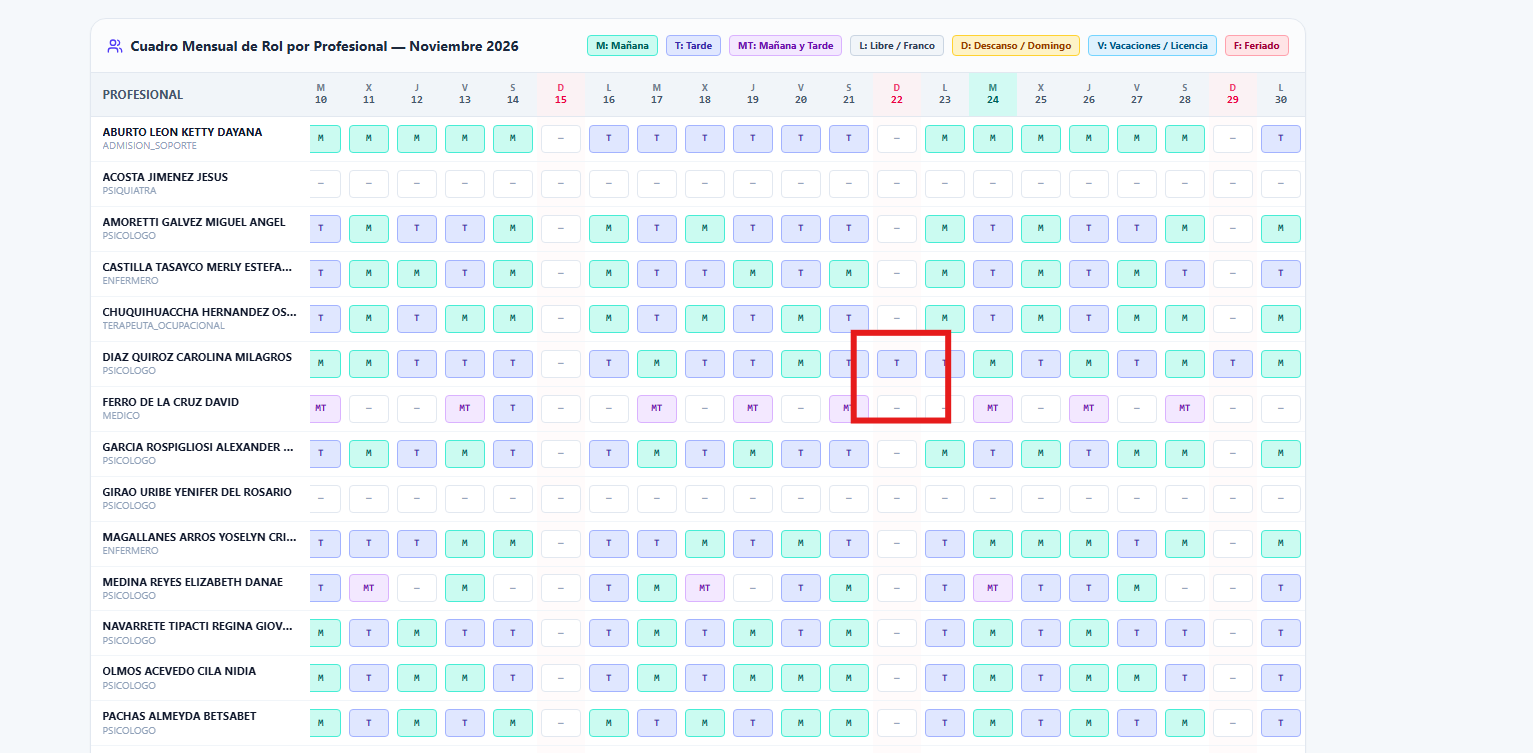 Cuadro Mensual de Rol por Profesional — Noviembre 2026
M: Mañana T: Tarde MT: Mañana y Tarde L: Libre / Franco D: Descanso / Domingo V: Vacaciones / Licencia F: Feriado
PROFESIONAL
M X J V S D L M X J V S D L M X J V S D L
10 11 12 13 14 15 16 17 18 19 20 21 22 23 24 25 26 27 28 29 30
ABURTO LEON KETTY DAYANA
ADMISION_SOPORTE
M M M M M – T T T T T T – M M M M M M – T
ACOSTA JIMENEZ JESUS
PSIQUIATRA
– – – – – – – – – – – – – – – – – – – – –
AMORETTI GALVEZ MIGUEL ANGEL
PSICOLOGO
T M T T M – M T M T T T – M T M T T M – M
CASTILLA TASAYCO MERLY ESTEFA...
ENFERMERO
T M M T M – M T T M T M – M T M T M T – T
CHUQUIHUACCHA HERNANDEZ OS...
TERAPEUTA_OCUPACIONAL
T M T M M – M T M T M T – M T M T M M – M
DIAZ QUIROZ CAROLINA MILAGROS
PSICOLOGO
M M T T T – T M T T M T T T M T M T M T M
FERRO DE LA CRUZ DAVID
MEDICO
MT – – MT T – – MT – MT – MT – – MT – MT – MT – –
GARCIA ROSPIGLIOSI ALEXANDER ...
PSICOLOGO
T M T M T – T M T M T T – M T M T M M – M
GIRAO URIBE YENIFER DEL ROSARIO
PSICOLOGO
– – – – – – – – – – – – – – – – – – – – –
MAGALLANES ARROS YOSELYN CRI...
ENFERMERO
T T T M M – T T M T M T – T M M M T M – M
MEDINA REYES ELIZABETH DANAE
PSICOLOGO
T MT – M – – T M MT – T M – T MT T T M – – T
NAVARRETE TIPACTI REGINA GIOV...
PSICOLOGO
M T M T T – T M T M T M – T M T M T T – T
OLMOS ACEVEDO CILA NIDIA
PSICOLOGO
M T M M T – T M T M M M – T M T M M T – T
PACHAS ALMEYDA BETSABET
PSICOLOGO
M T M T M – M T M T M T – T M T M T M – T